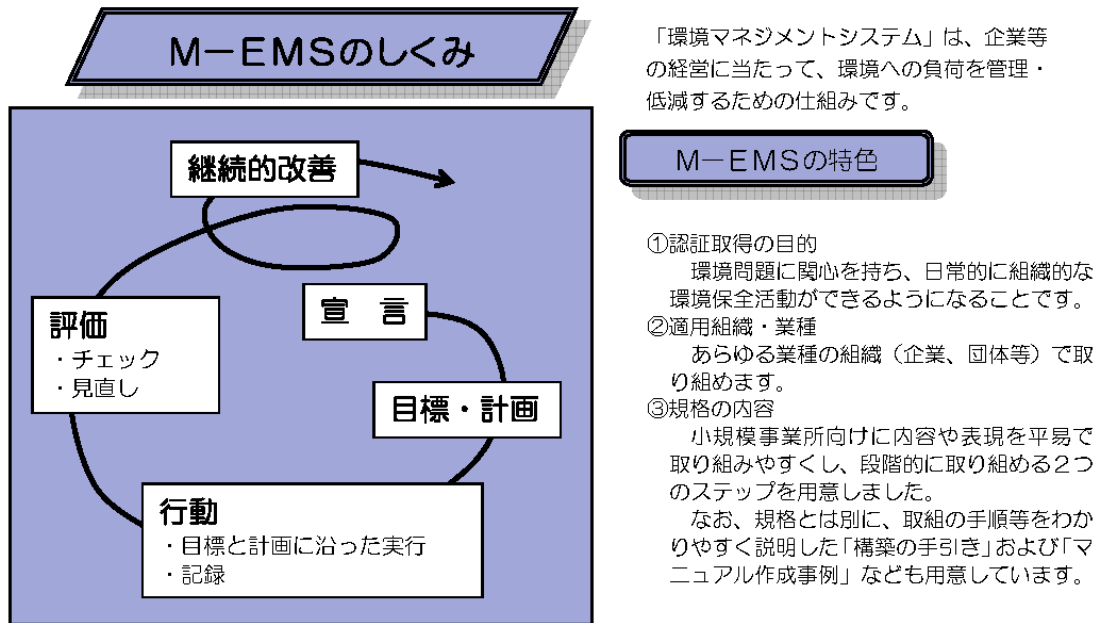 M－EMSのしくみ
継続的改善
宣　言
目標・計画
行動
・目標と計画に沿った実行
・記録
評価
・チェック
・見直し
「環境マネジメントシステム」は、企業等
の経営に当たって、環境への負荷を管理・
低減するための仕組みです。
M－EMSの特色
①認証取得の目的
環境問題に関心を持ち、日常的に組織的な
環境保全活動ができるようになることです。
②適用組織・業種
あらゆる業種の組織（企業、団体等）で取
り組めます。
③規格の内容
小規模事業所向けに内容や表現を平易で
取り組みやすくし、段階的に取り組める２つ
のステップを用意しました。
なお、規格とは別に、取組の手順等をわか
りやすく説明した「構築の手引き」および「マ
ニュアル作成事例」なども用意しています。